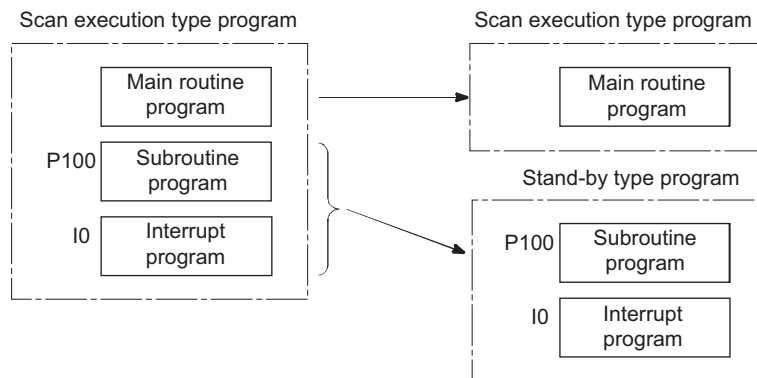 Scan execution type program
Main routine
program
P100
Subroutine
program
I0
Interrupt
program
Scan execution type program
Main routine
program
Stand-by type program
P100
Subroutine
program
I0
Interrupt
program